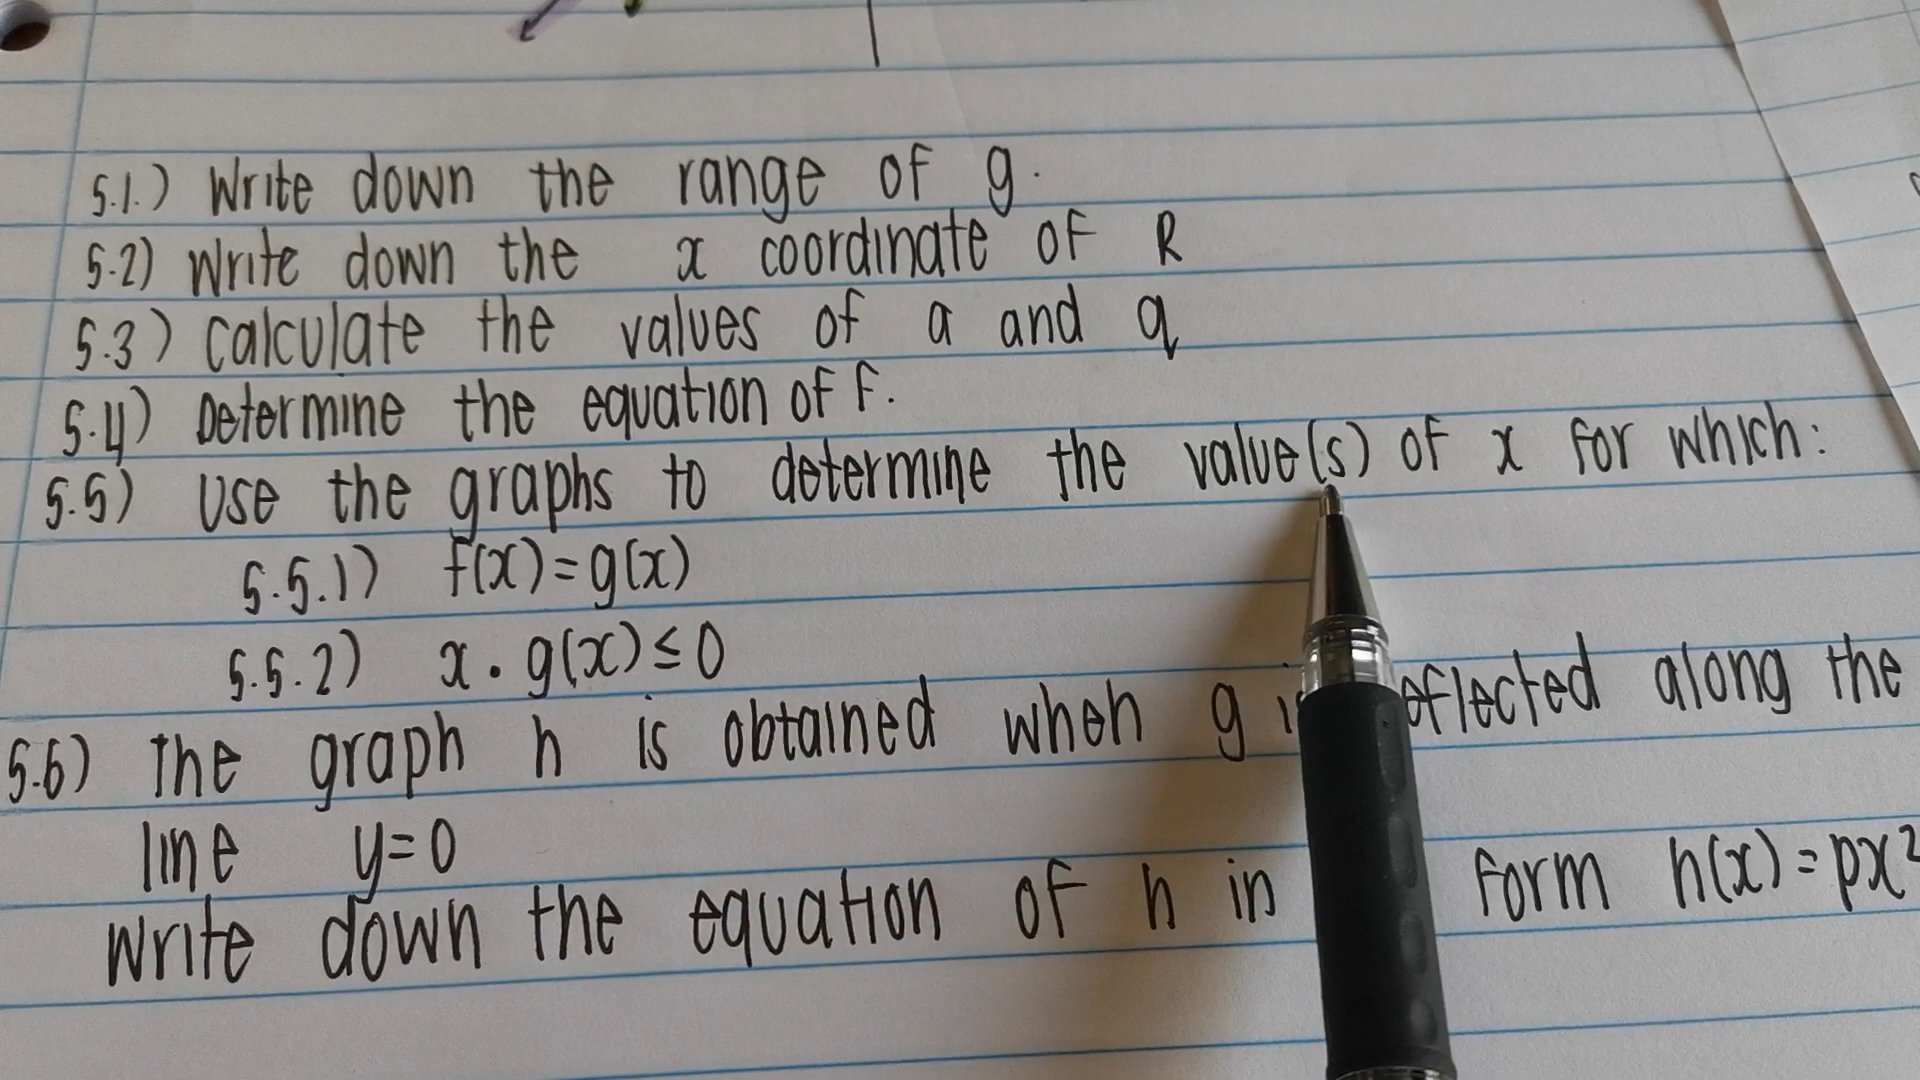 5.1.) Write down the range of g.
5.2) Write down the x coordinate of R
5.3) Calculate the values of a and q
5.4) Determine the equation of f.
5.5) Use the graphs to determine the value(s) of x for which:
5.5.1) f(x)=g(x)
5.5.2) x . g(x) ≤ 0
5.6) The graph h is obtained when g along the
line y=0
Write down the equation of h in form h(x) = px²